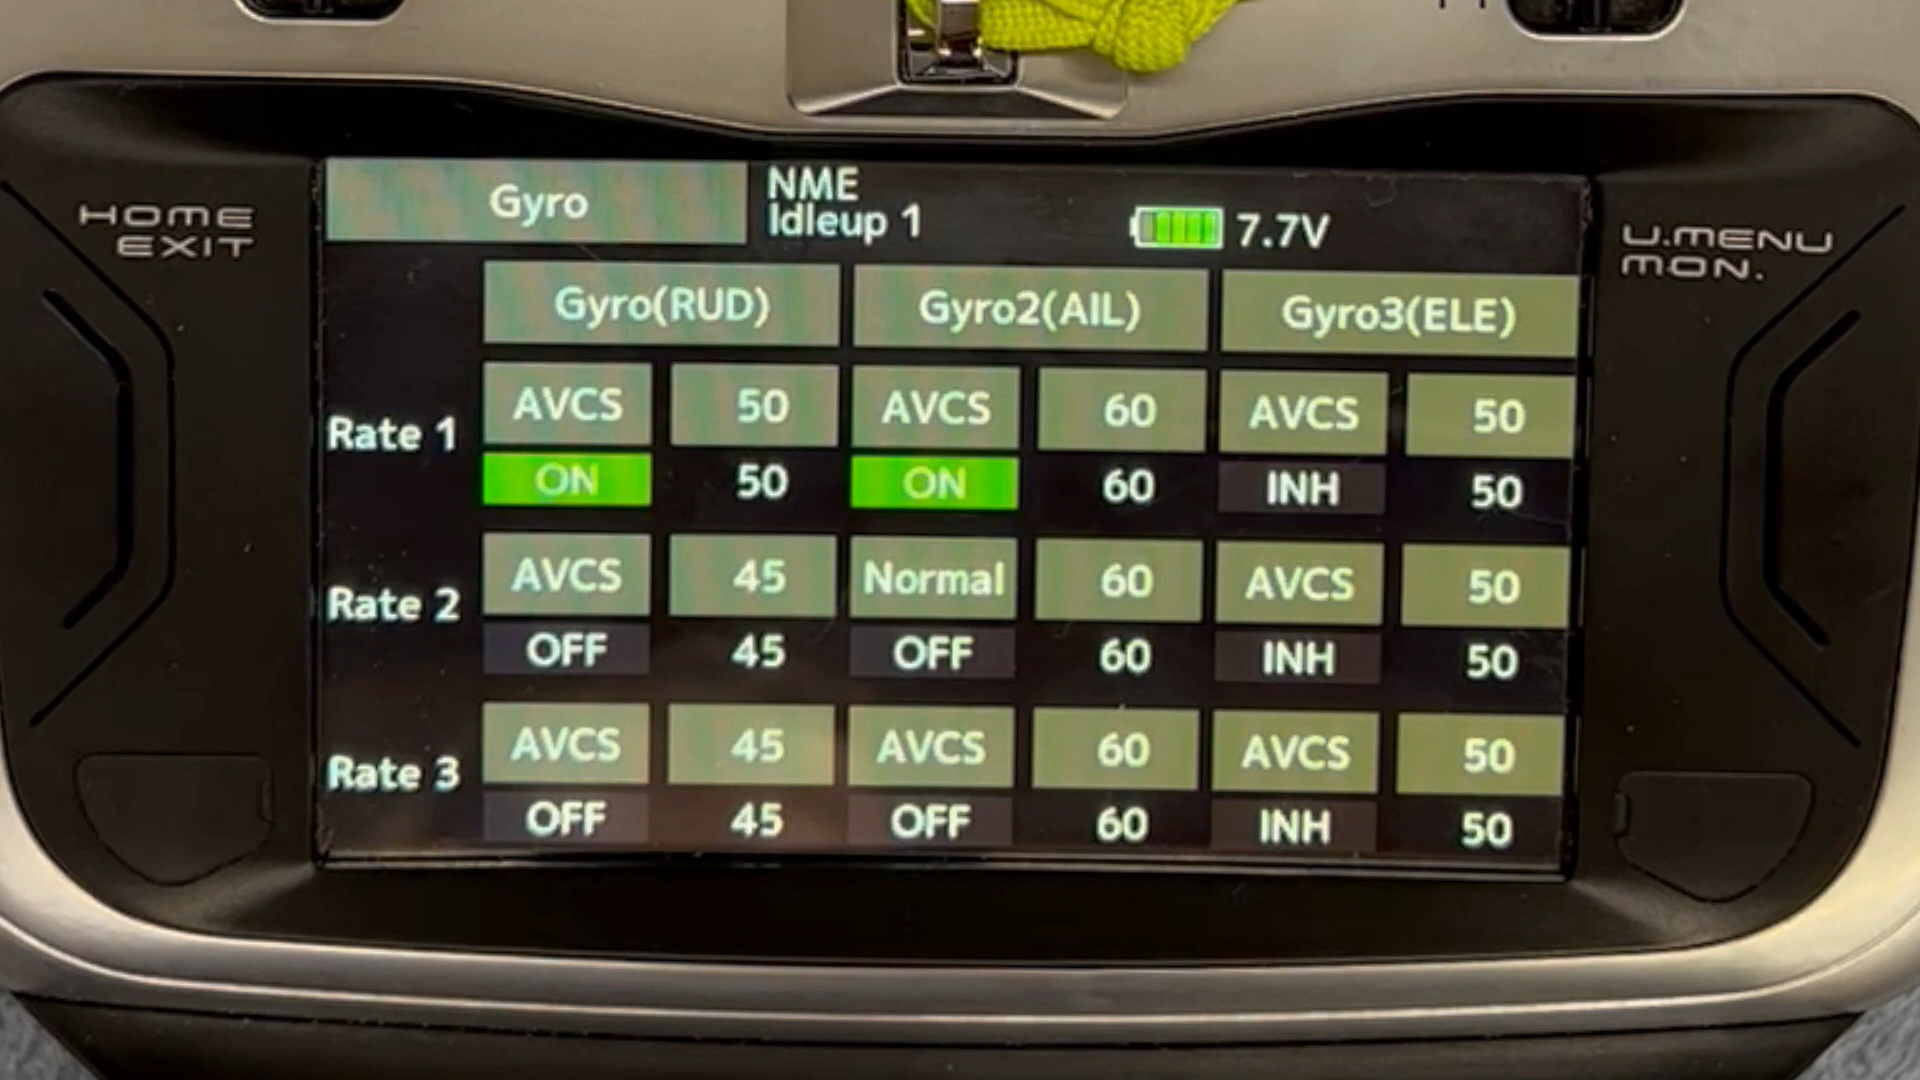 HOME
EXIT
Gyro
NME
Idleup 1
7.7V
U.MENU
MON.
Gyro(RUD) Gyro2(AIL) Gyro3(ELE)
Rate 1
AVCS 50 AVCS 60 AVCS 50
ON 50 ON 60 INH 50
Rate 2
AVCS 45 Normal 60 AVCS 50
OFF 45 OFF 60 INH 50
Rate 3
AVCS 45 AVCS 60 AVCS 50
OFF 45 OFF 60 INH 50